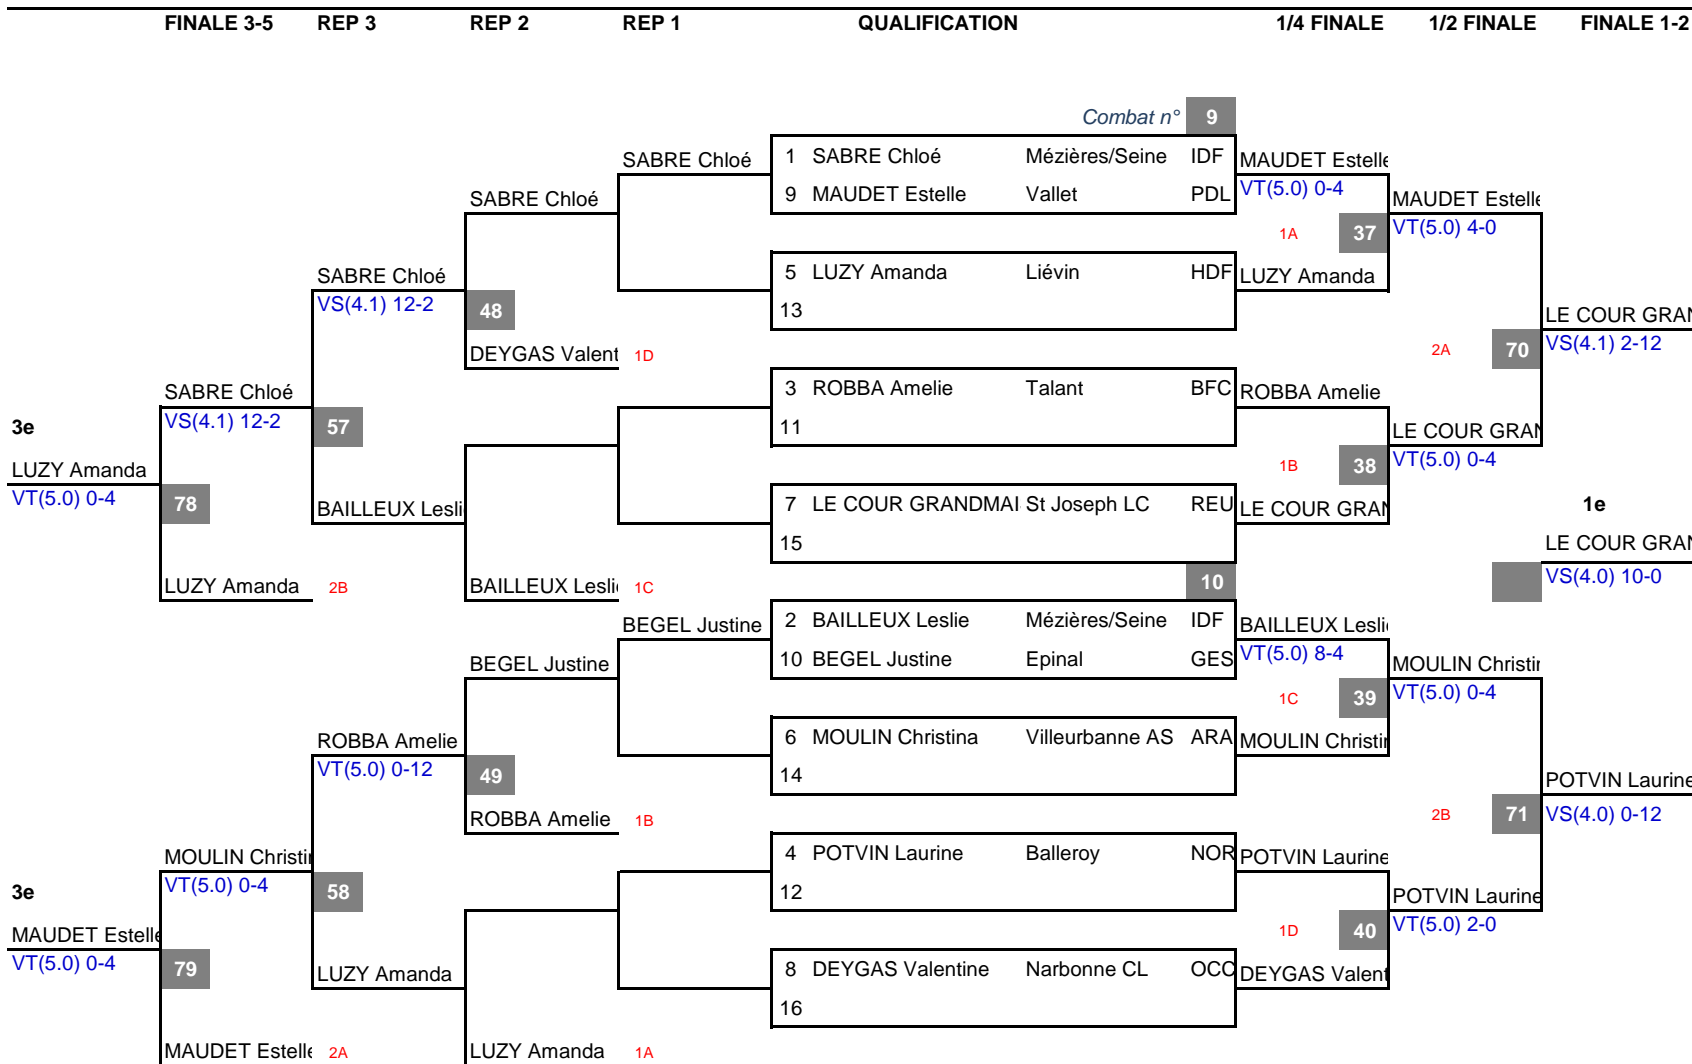 FINALE 3-5 REP 3 REP 2 REP 1 QUALIFICATION 1/4 FINALE 1/2 FINALE FINALE 1-2
Combat n° 9
SABRE Chloé 1 SABRE Chloé Mézières/Seine IDF MAUDET Estelle
SABRE Chloé 9 MAUDET Estelle Vallet PDL VT(5.0) 0-4 MAUDET Estelle
1A 37 VT(5.0) 4-0
SABRE Chloé 5 LUZY Amanda Liévin HDF LUZY Amanda
VS(4.1) 12-2 48 13 LE COUR GRAN
DEYGAS Valent 1D 2A 70 VS(4.1) 2-12
SABRE Chloé 3 ROBBA Amelie Talant BFC ROBBA Amelie
3e VS(4.1) 12-2 57 11 LE COUR GRAN
LUZY Amanda 1B 38 VT(5.0) 0-4
VT(5.0) 0-4 78 BAILLEUX Lesli 7 LE COUR GRANDMAI St Joseph LC REU LE COUR GRAN 1e
15 LE COUR GRAN
LUZY Amanda 2B BAILLEUX Lesli 1C 10 VS(4.0) 10-0
BEGEL Justine 2 BAILLEUX Leslie Mézières/Seine IDF BAILLEUX Lesli
BEGEL Justine 10 BEGEL Justine Epinal GES VT(5.0) 8-4 MOULIN Christin
1C 39 VT(5.0) 0-4
ROBBA Amelie 6 MOULIN Christina Villeurbanne AS ARA MOULIN Christin
VT(5.0) 0-12 49 14 POTVIN Laurine
ROBBA Amelie 1B 2B 71 VS(4.0) 0-12
MOULIN Christin 4 POTVIN Laurine Balleroy NOR POTVIN Laurine
3e VT(5.0) 0-4 58 12 POTVIN Laurine
MAUDET Estelle 1D 40 VT(5.0) 2-0
VT(5.0) 0-4 79 LUZY Amanda 8 DEYGAS Valentine Narbonne CL OCC DEYGAS Valent
16
MAUDET Estelle 2A LUZY Amanda 1A